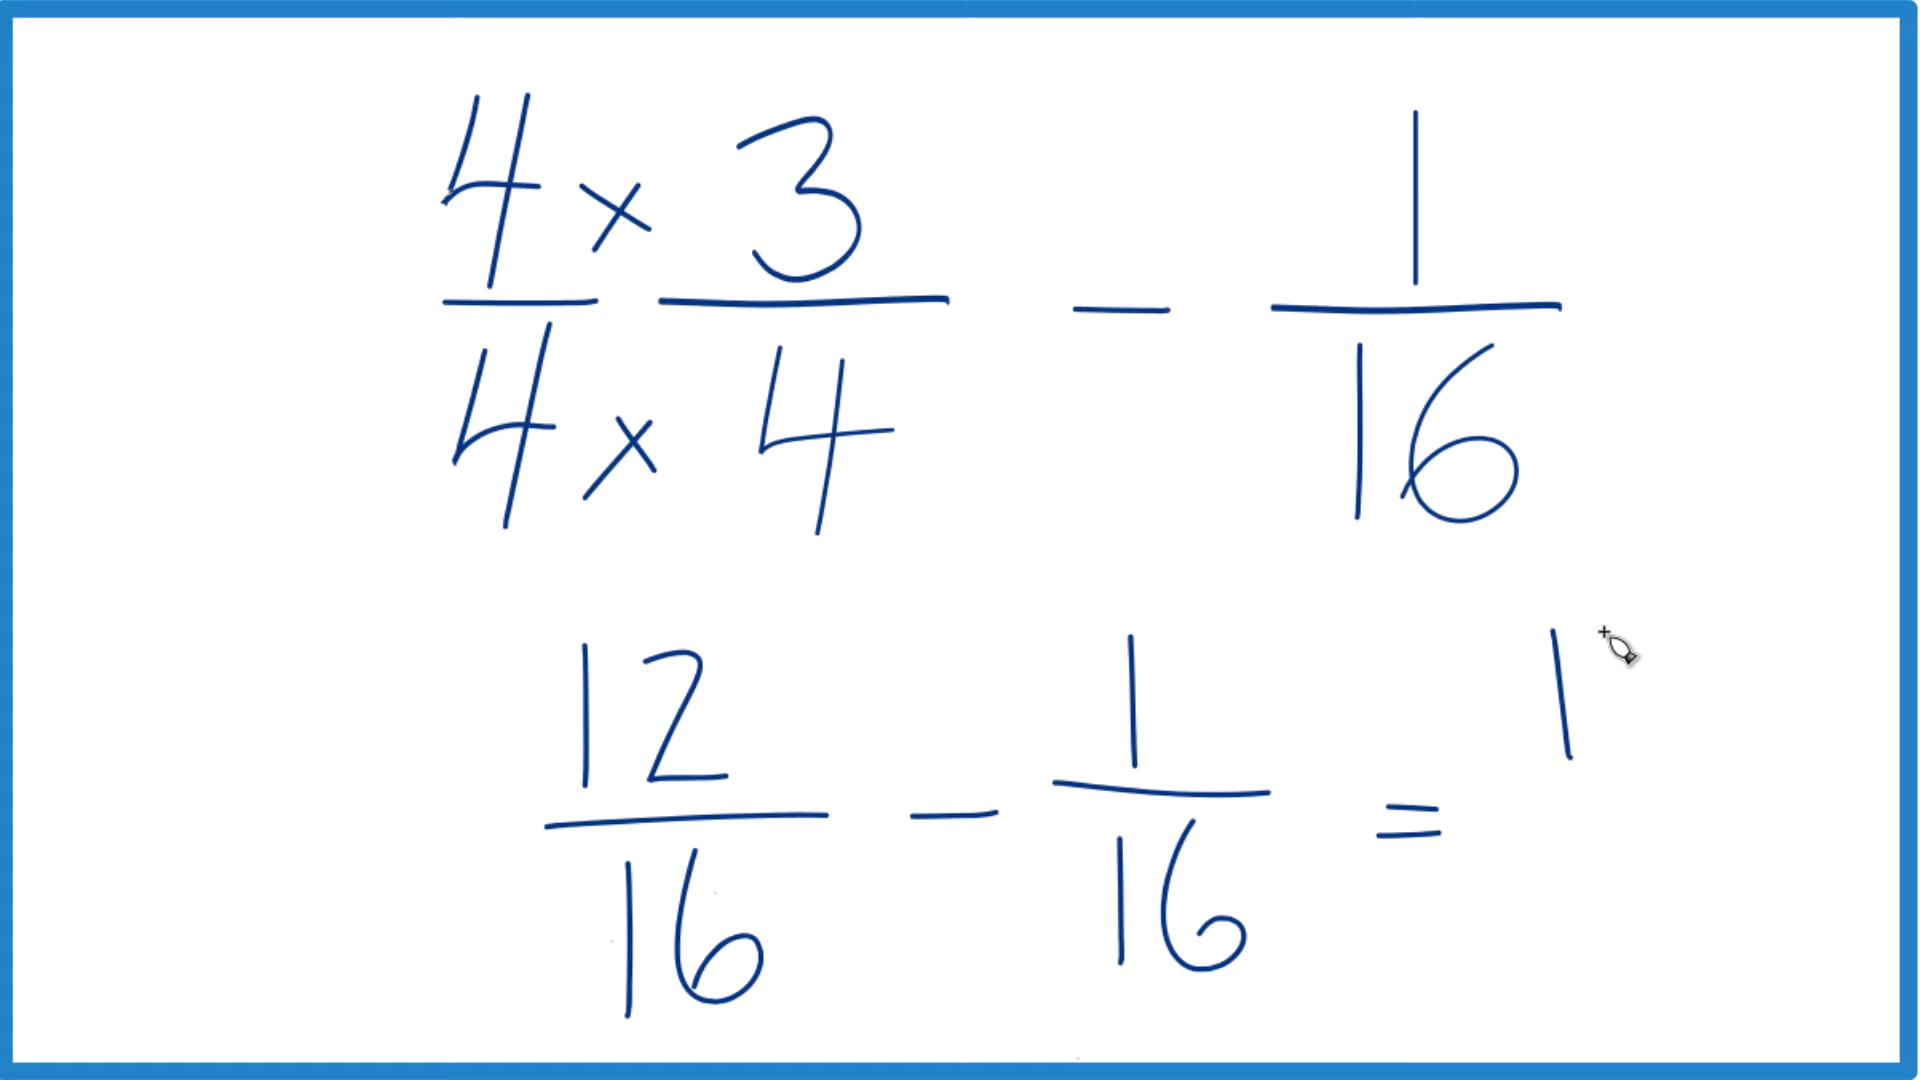 4/4 × 3/4 − 1/16
12/16 − 1/16 = 1